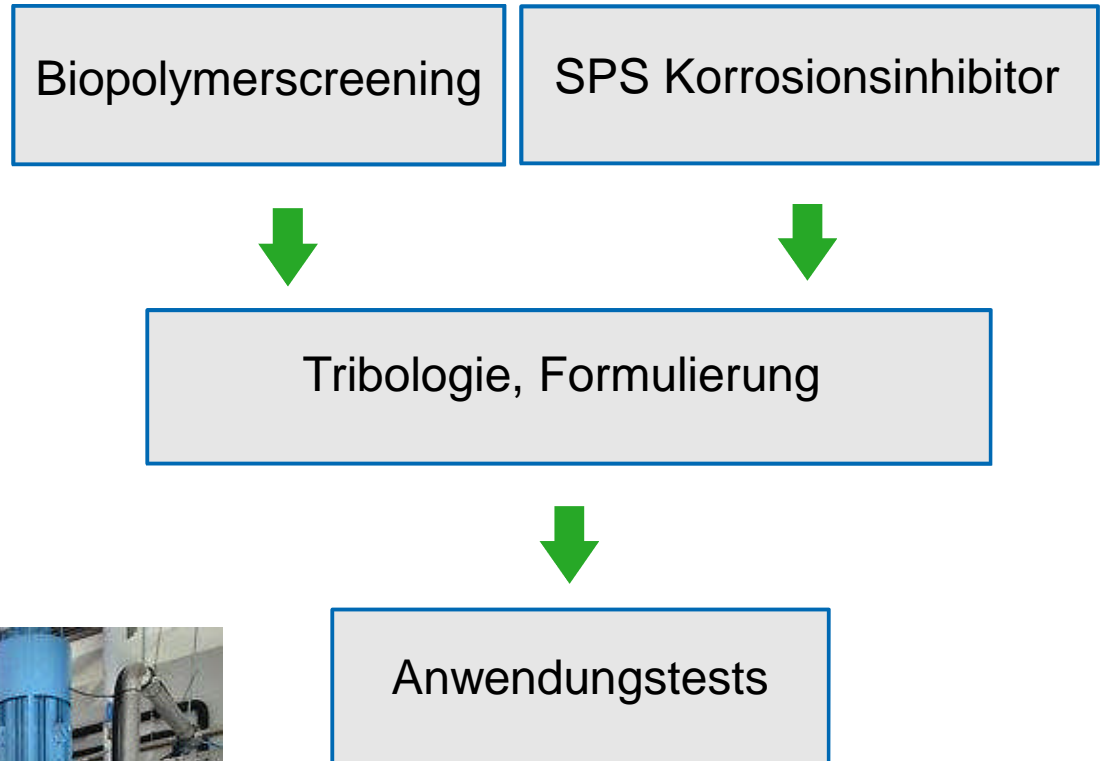 Biopolymerscreening
SPS Korrosionsinhibitor
Tribologie, Formulierung
Anwendungstests